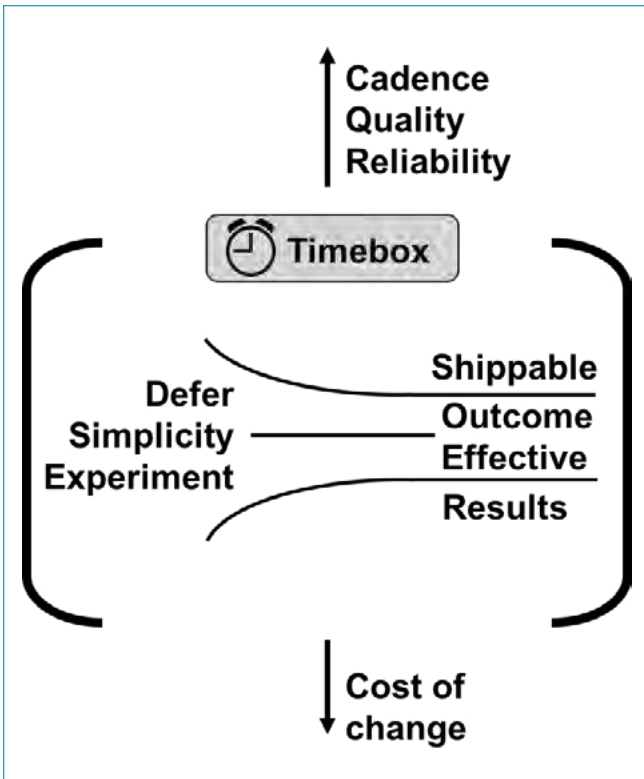 Cadence
Quality
Reliability
Timebox
Defer
Simplicity
Experiment
Shippable
Outcome
Effective
Results
Cost of
change